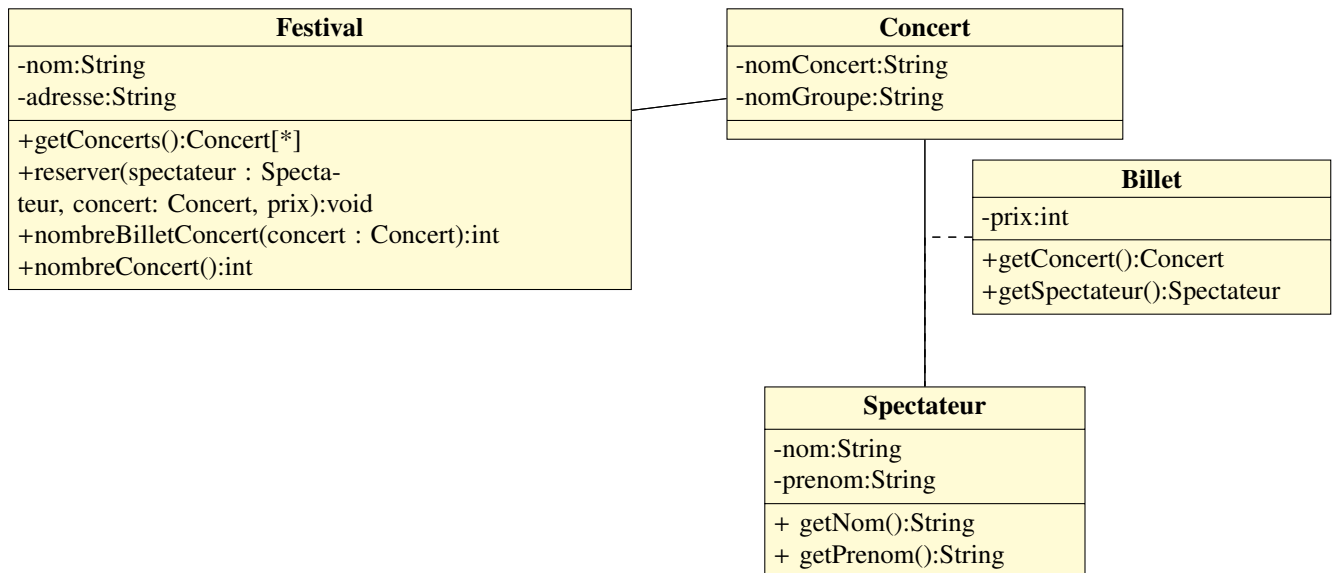 Festival
-nom:String
-adresse:String
+getConcerts():Concert[*]
+reserver(spectateur : Specta-
teur, concert: Concert, prix):void
+nombreBilletConcert(concert : Concert):int
+nombreConcert():int
Concert
-nomConcert:String
-nomGroupe:String
Billet
-prix:int
+getConcert():Concert
+getSpectateur():Spectateur
Spectateur
-nom:String
-prenom:String
+ getNom():String
+ getPrenom():String